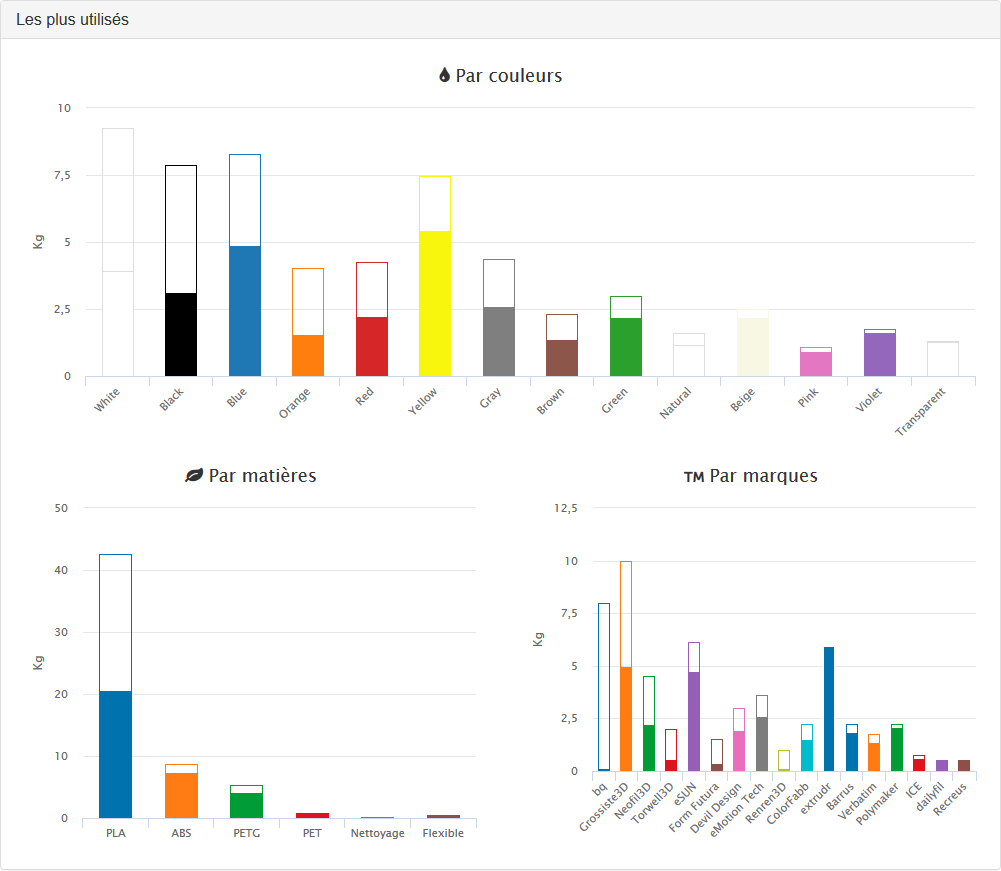 Les plus utilisés
Par couleurs
10
7,5
5
2,5
0
Kg
White
Black
Blue
Orange
Red
Yellow
Gray
Brown
Green
Natural
Beige
Pink
Violet
Transparent
Par matières
50
40
30
20
10
0
Kg
PLA
ABS
PETG
PET
Nettoyage
Flexible
TM Par marques
12,5
10
7,5
5
2,5
0
Kg
bq
Grossiste3D
Neofil3D
Torwell3D
eSUN
Form Futura
Devil Design
eMotion Tech
Renren3D
ColorFabb
extrudr
Barrus
Verbatim
Polymaker
ICE
dailyfil
Recreus